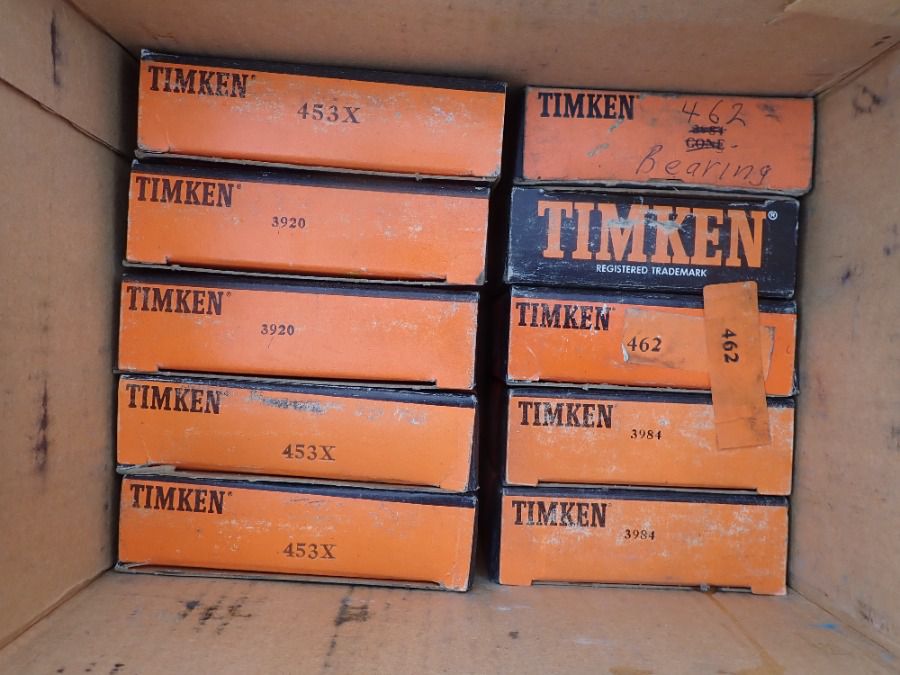 TIMKEN®
453X
TIMKEN®
3920
TIMKEN®
3920
TIMKEN®
453X
TIMKEN®
453X
TIMKEN
462
3984
CONE
Bearing
TIMKEN®
REGISTERED TRADEMARK
TIMKEN
462
462
TIMKEN
3984
TIMKEN
3984